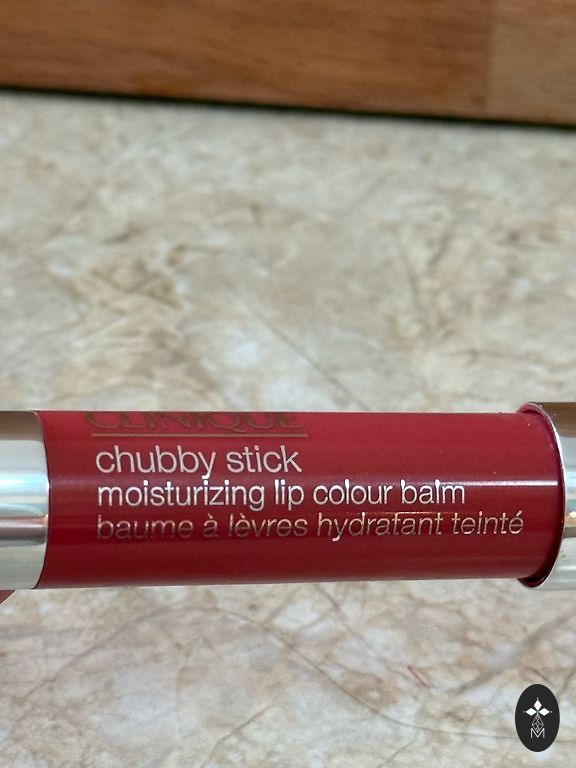 CLINIQUE
chubby stick
moisturizing lip colour balm
baume à lèvres hydratant teinté
M